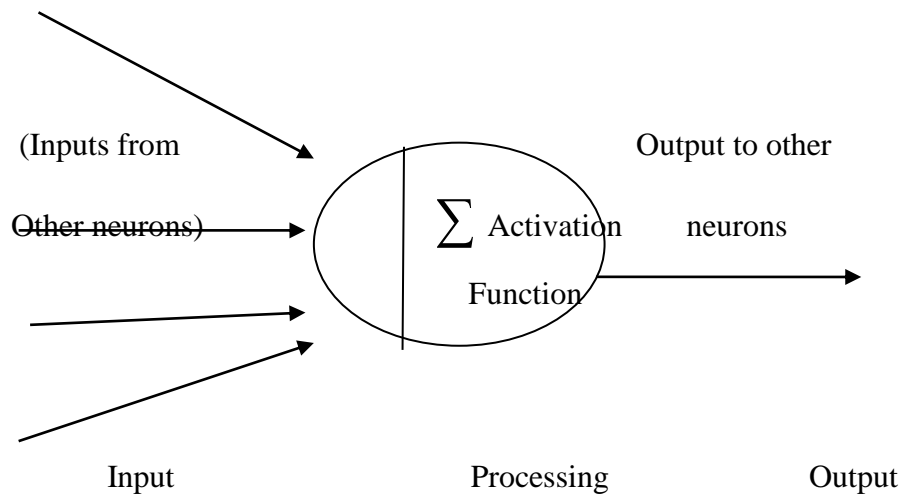 (Inputs from
Output to other
Other neurons)
∑ Activation
neurons
Function
Input
Processing
Output